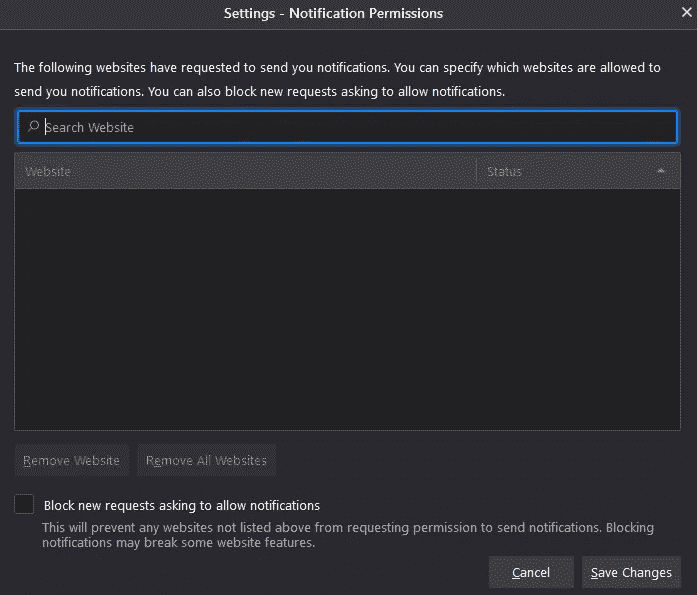 Settings - Notification Permissions
The following websites have requested to send you notifications. You can specify which websites are allowed to
send you notifications. You can also block new requests asking to allow notifications.
Search Website
Website Status
Remove Website Remove All Websites
Block new requests asking to allow notifications
This will prevent any websites not listed above from requesting permission to send notifications. Blocking
notifications may break some website features.
Cancel Save Changes